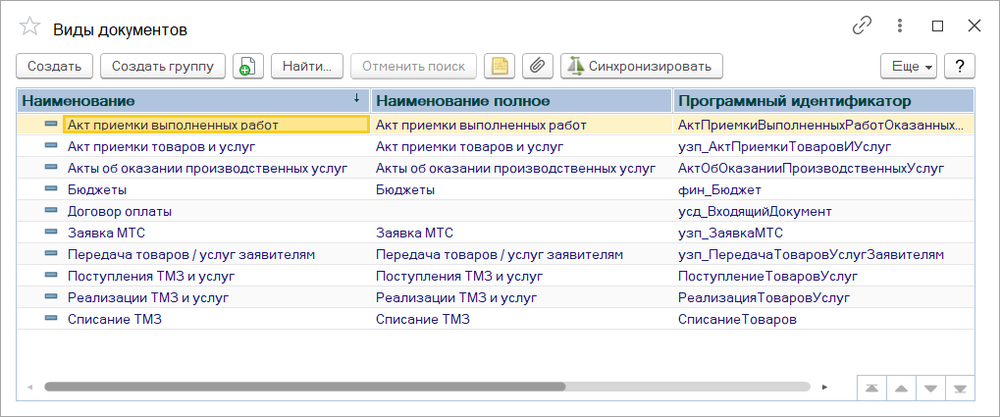 Виды документов
Создать Создать группу Найти... Отменить поиск Синхронизировать Еще ?
Наименование Наименование полное Программный идентификатор
Акт приемки выполненных работ Акт приемки выполненных работ АктПриемкиВыполненныхРаботОказанных...
Акт приемки товаров и услуг Акт приемки товаров и услуг узп_АктПриемкиТоваровИУслуг
Акты об оказании производственных услуг Акты об оказании производственных услуг АктОбОказанииПроизводственныхУслуг
Бюджеты Бюджеты фин_Бюджет
Договор оплаты усд_ВходящийДокумент
Заявка МТС Заявка МТС узп_ЗаявкаМТС
Передача товаров / услуг заявителям Передача товаров / услуг заявителям узп_ПередачаТоваровУслугЗаявителям
Поступления ТМЗ и услуг Поступления ТМЗ и услуг ПоступлениеТоваровУслуг
Реализации ТМЗ и услуг Реализации ТМЗ и услуг РеализацияТоваровУслуг
Списание ТМЗ Списание ТМЗ СписаниеТоваров